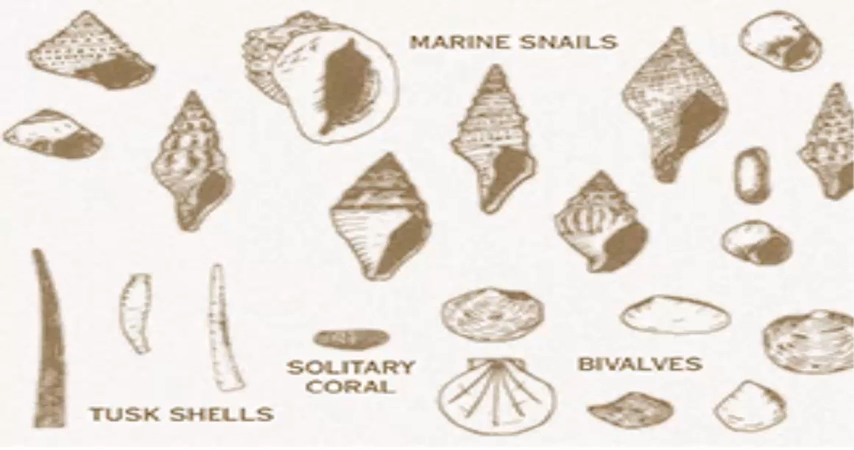 MARINE SNAILS
SOLITARY
CORAL
BIVALVES
TUSK SHELLS